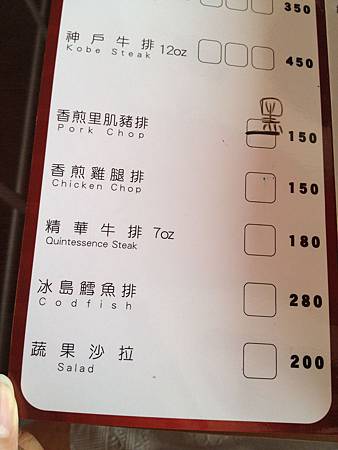 350
神戶牛排 12oz 450
Kobe Steak
黑
香煎里肌豬排 150
Pork Chop
香煎雞腿排 150
Chicken Chop
精華牛排 7oz 180
Quintessence Steak
冰島鱈魚排 280
Codfish
蔬果沙拉 200
Salad